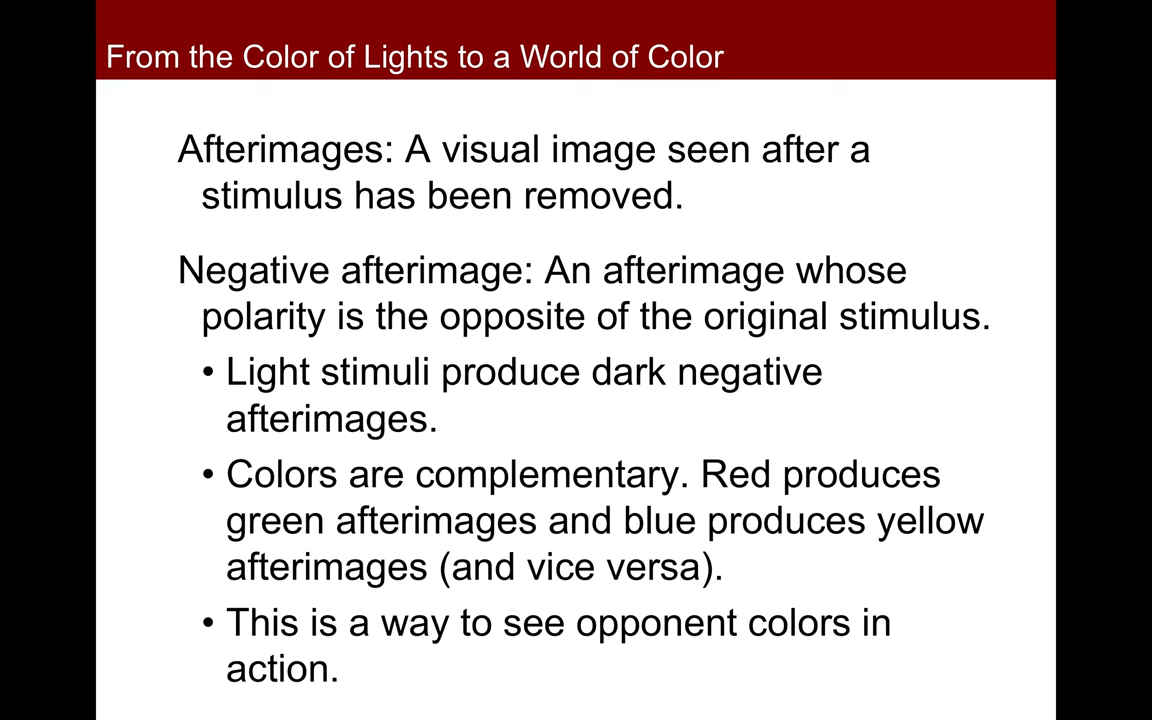 From the Color of Lights to a World of Color
Afterimages: A visual image seen after a
stimulus has been removed.
Negative afterimage: An afterimage whose
polarity is the opposite of the original stimulus.
• Light stimuli produce dark negative
afterimages.
• Colors are complementary. Red produces
green afterimages and blue produces yellow
afterimages (and vice versa).
• This is a way to see opponent colors in
action.